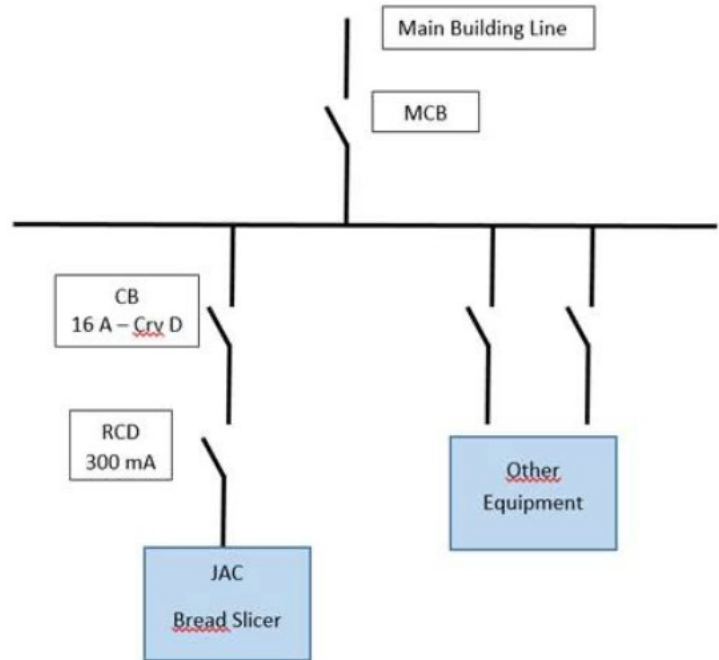 Main Building Line
MCB
CB
16 A – Crv D
RCD
300 mA
Other
Equipment
JAC
Bread Slicer